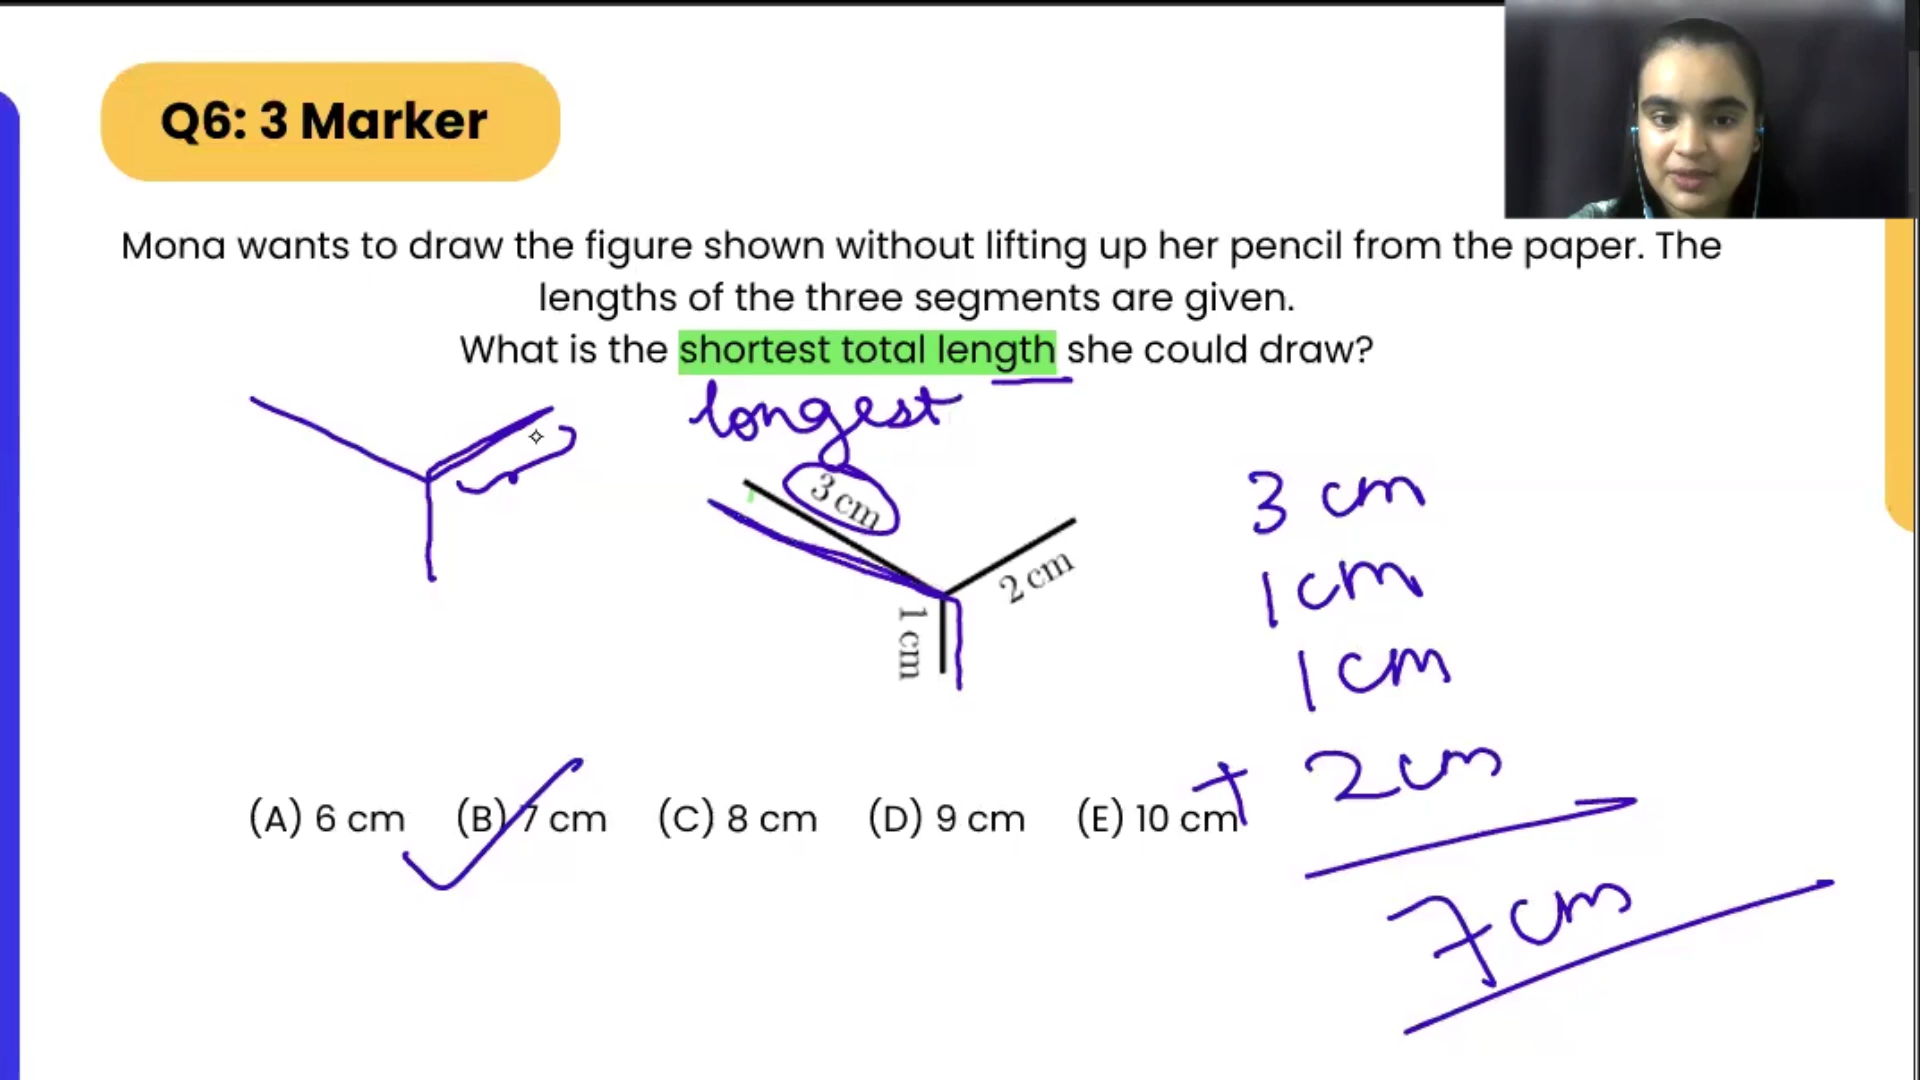 Q6: 3 Marker
Mona wants to draw the figure shown without lifting up her pencil from the paper. The
lengths of the three segments are given.
What is the shortest total length she could draw?
longest
3 cm
2 cm
1 cm
3 cm
1 cm
1 cm
+ 2 cm
7 cm
(A) 6 cm (B) 7 cm (C) 8 cm (D) 9 cm (E) 10 cm